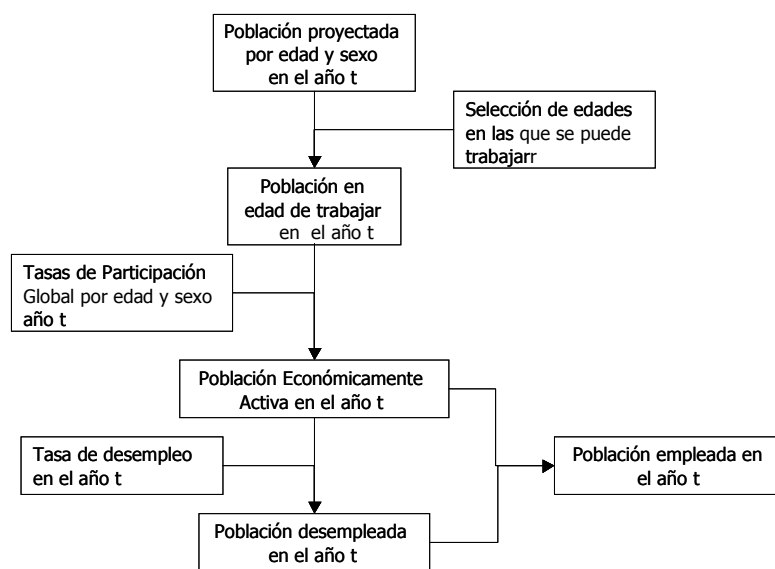 Población proyectada
por edad y sexo
en el año t
Selección de edades
en las que se puede
trabajarr
Población en
edad de trabajar
en el año t
Tasas de Participación
Global por edad y sexo
año t
Población Económicamente
Activa en el año t
Tasa de desempleo
en el año t
Población empleada en
el año t
Población desempleada
en el año t